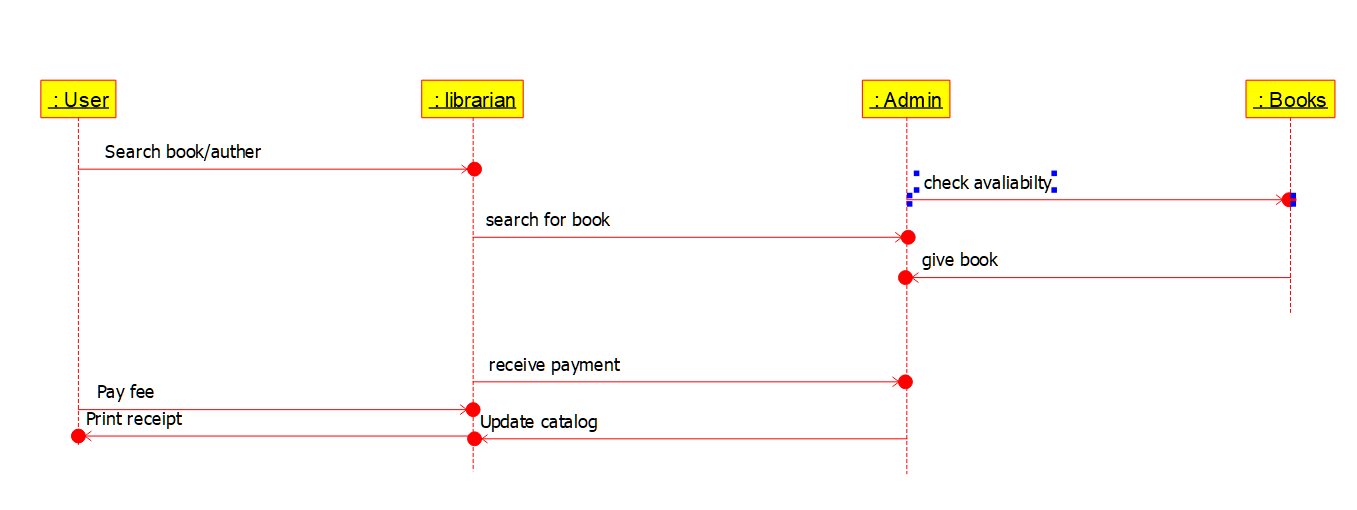 : User
: librarian
: Admin
: Books
Search book/auther
check avaliabilty
search for book
give book
receive payment
Pay fee
Print receipt
Update catalog